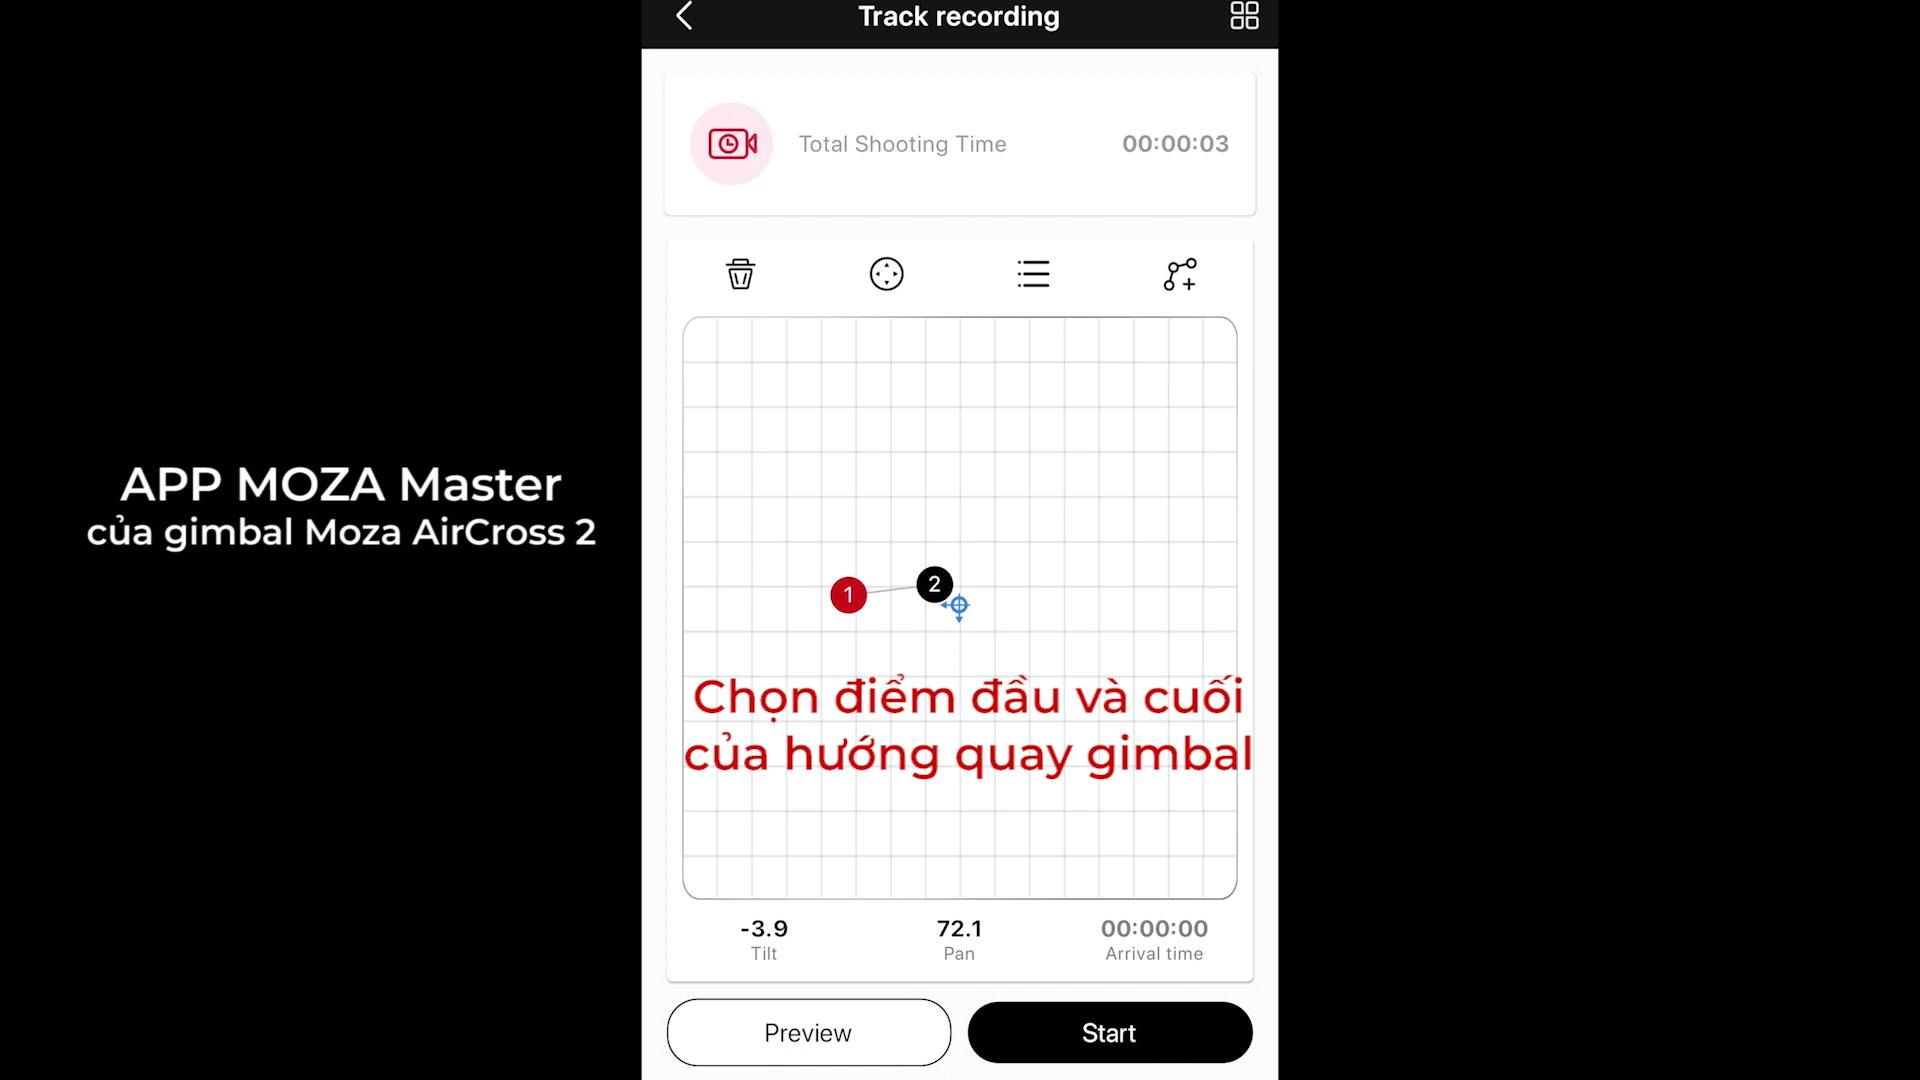 Track recording
Total Shooting Time
00:00:03
APP MOZA Master
của gimbal Moza AirCross 2
1
2
Chọn điểm đầu và cuối
của hướng quay gimbal
-3.9
72.1
00:00:00
Tilt
Pan
Arrival time
Preview
Start